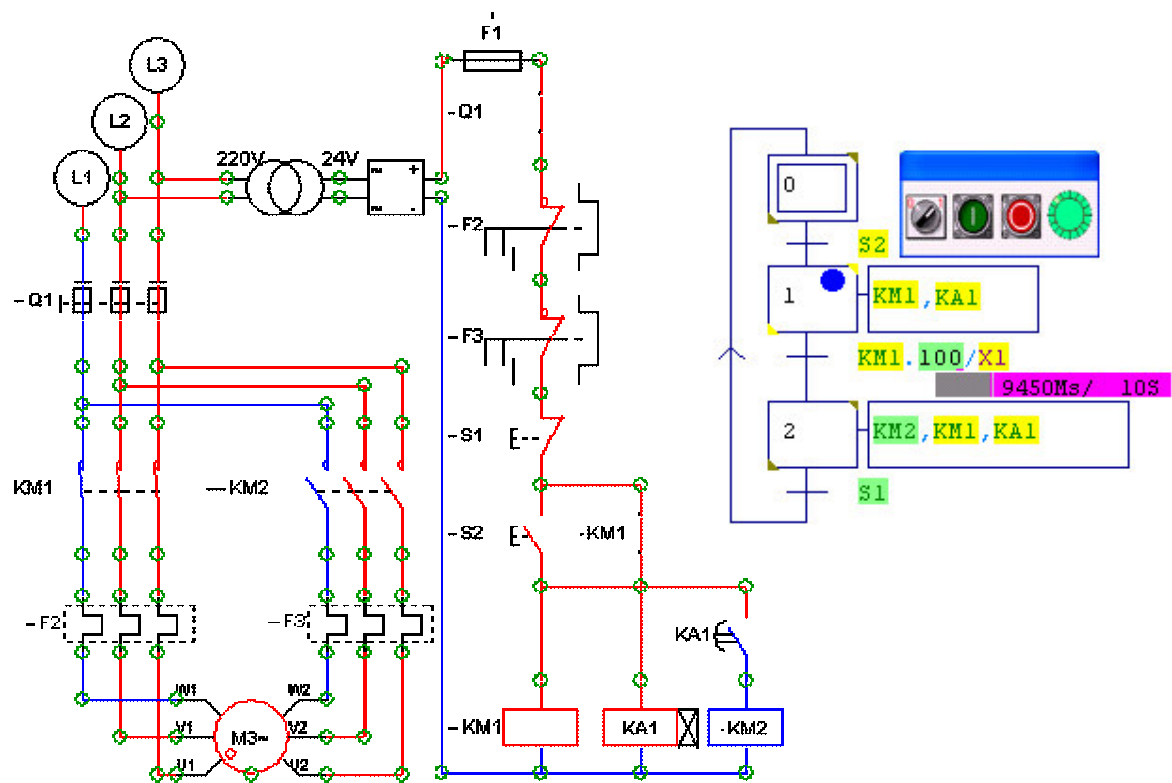 F1
L3
-Q1
L2
220V 24V
+
-
L1
0
S2
-F2
-Q1
1
KM1,KA1
-F3
KM1.100/X1
9450Ms/ 10S
-S1
2
KM2,KM1,KA1
KM1
-KM2
S1
-S2
-KM1
-F2
-F3
KA1
W1
W2
V1
M3~
V2
-KM1
KA1
-KM2
U1
U2